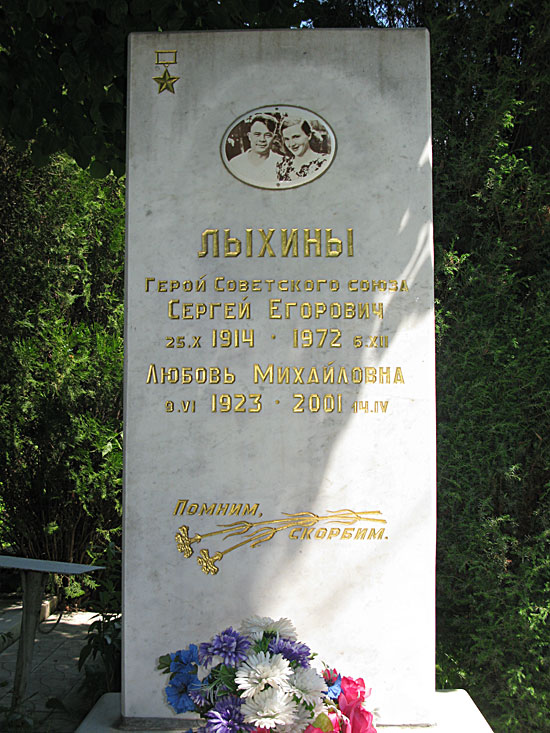 ЛЫХИНЫ
ГЕРОЙ СОВЕТСКОГО СОЮЗА
СЕРГЕЙ ЕГОРОВИЧ
25.X 1914 · 1972 5.XII
ЛЮБОВЬ МИХАЙЛОВНА
9.VI 1923 · 2001 14.IV
ПОМНИМ,
СКОРБИМ.